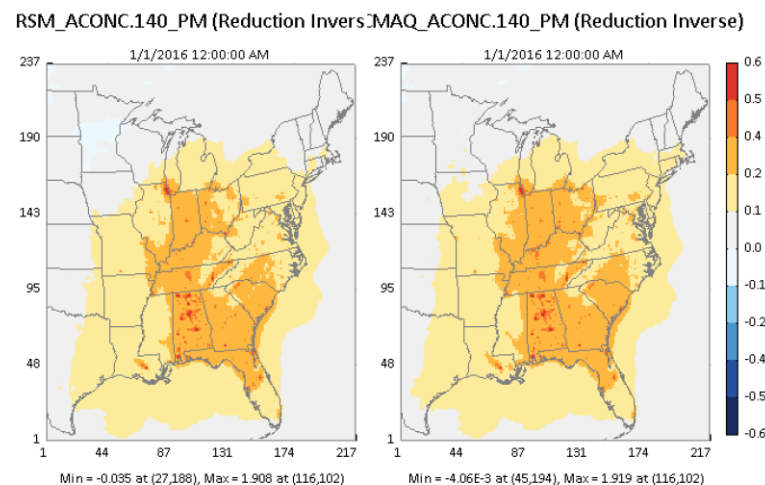 RSM_ACONC.140_PM (Reduction Invers
MAQ_ACONC.140_PM (Reduction Inverse)
1/1/2016 12:00:00 AM
1/1/2016 12:00:00 AM
237
190
143
95
48
1
1 44 87 131 174 217
Min = -0.035 at (27,188), Max = 1.908 at (116,102)
237
190
143
95
48
1
1 44 87 131 174 217
Min = -4.06E-3 at (45,194), Max = 1.919 at (116,102)
0.6
0.5
0.4
0.2
0.1
0.0
-0.1
-0.2
-0.4
-0.5
-0.6